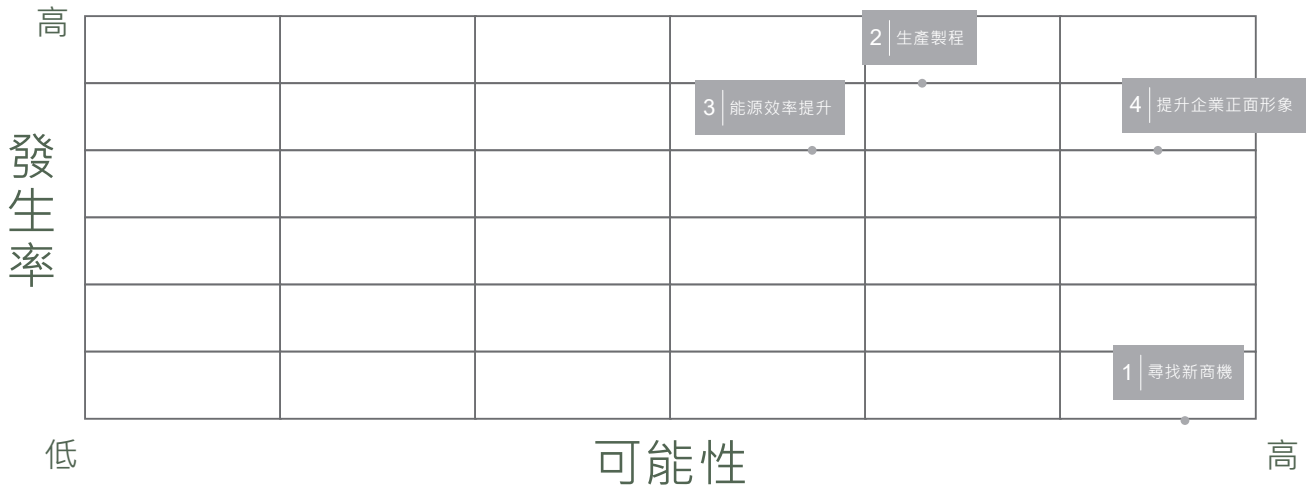 高
2 生產製程
3 能源效率提升
4 提升企業正面形象
發生率
1 尋找新商機
低
可能性
高